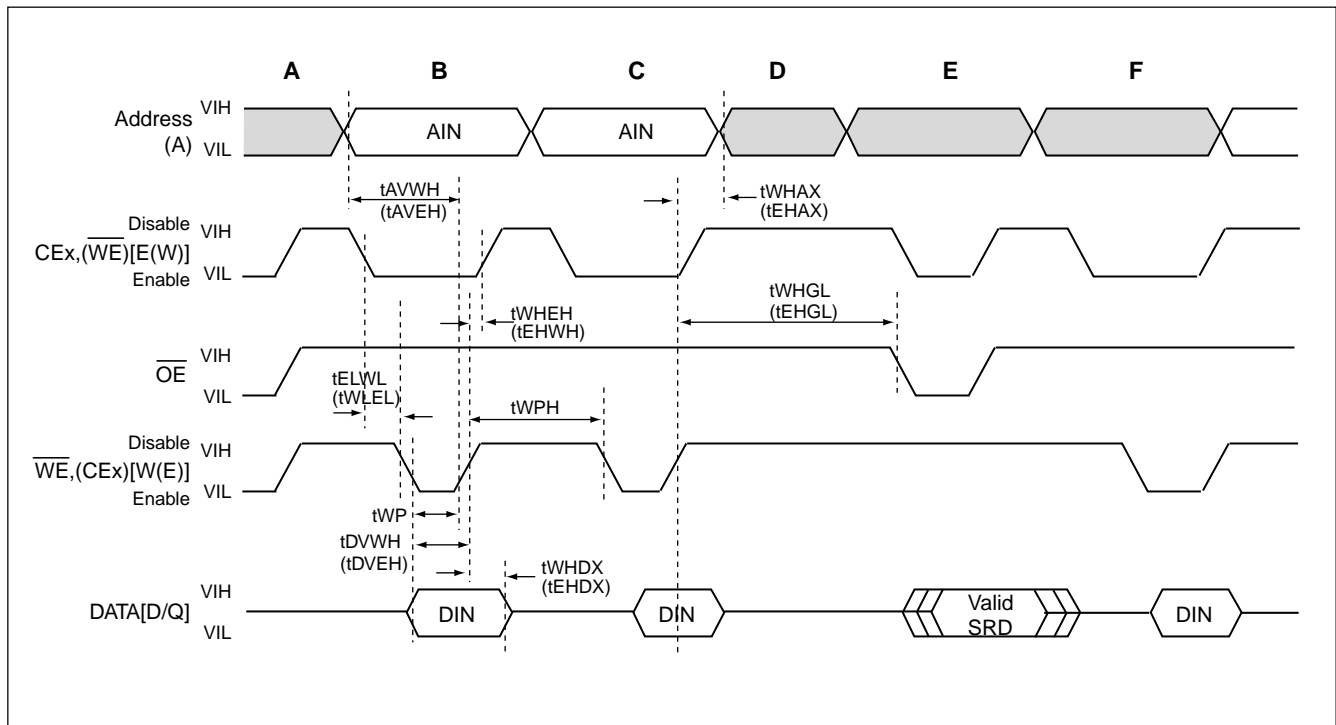 A B C D E F
Address
(A)
VIH
VIL
AIN AIN
tAVWH
(tAVEH)
tWHAX
(tEHAX)
Disable
CEx,(WE)[E(W)]
Enable
VIH
VIL
tWHEH
(tEHWH)
tWHGL
(tEHGL)
OE
VIH
VIL
tELWL
(tWLEL)
tWPH
Disable
WE,(CEx)[W(E)]
Enable
VIH
VIL
tWP
tDVWH
(tDVEH)
tWHDX
(tEHDX)
DATA[D/Q]
VIH
VIL
DIN DIN Valid DIN
SRD